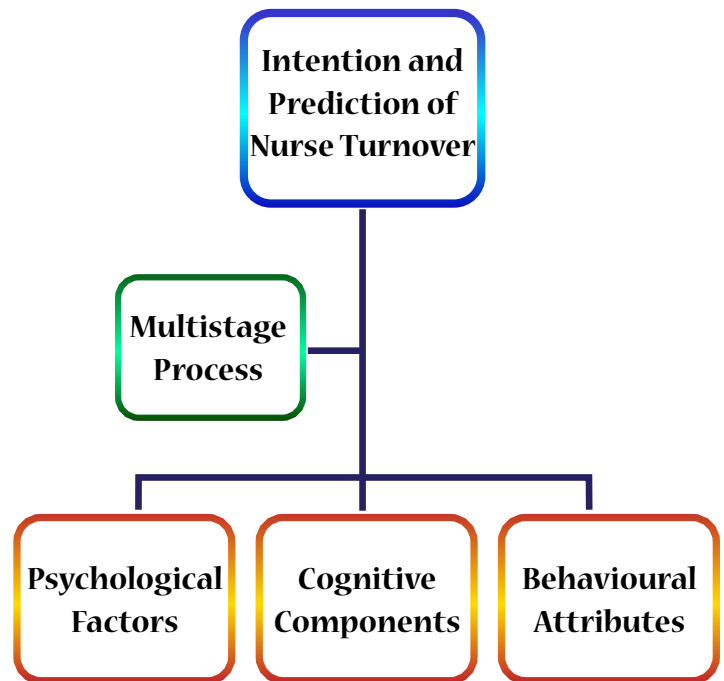 Intention and
Prediction of
Nurse Turnover
Multistage
Process
Psychological
Factors
Cognitive
Components
Behavioural
Attributes